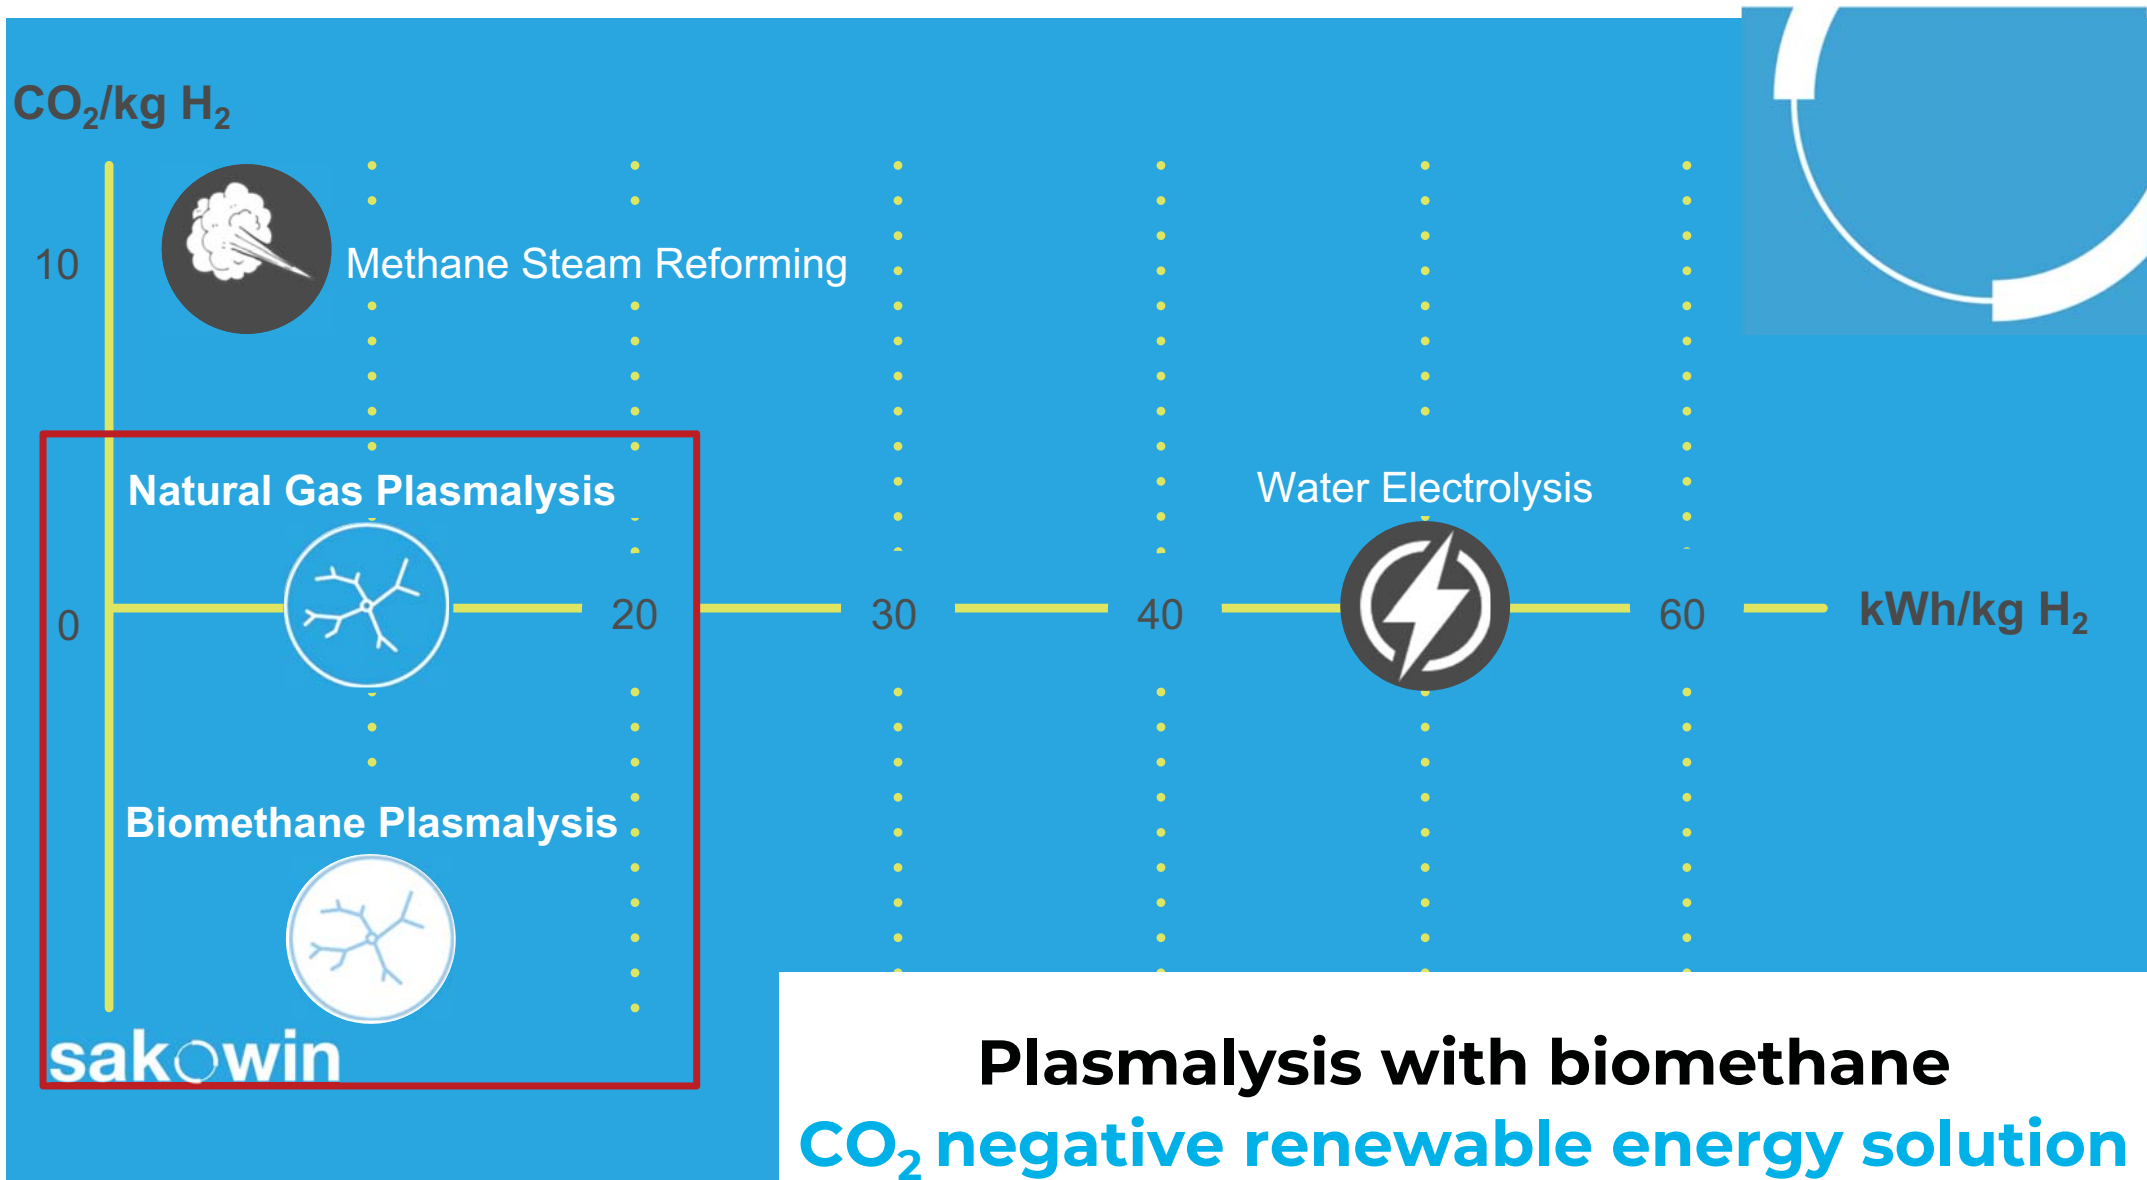 CO₂/kg H₂
10
Methane Steam Reforming
Natural Gas Plasmalysis
Water Electrolysis
0
20
30
40
60
kWh/kg H₂
Biomethane Plasmalysis
sakowin
Plasmalysis with biomethane
CO₂ negative renewable energy solution